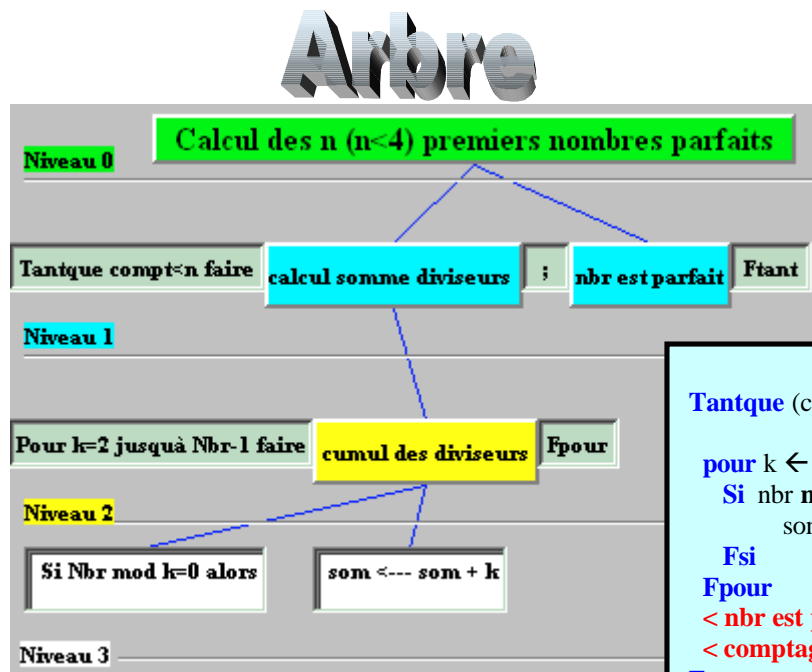 Arbre
Calcul des n (n<4) premiers nombres parfaits
Niveau 0
Tantque compt<n faire
calcul somme diviseurs
;
nbr est parfait
Ftant
Niveau 1
Pour k=2 jusquà Nbr-1 faire
cumul des diviseurs
Fpour
Niveau 2
Si Nbr mod k=0 alors
som <--- som + k
Niveau 3
Tantque (c
pour k ←
Si nbr
Fsi
Fpour
< nbr est